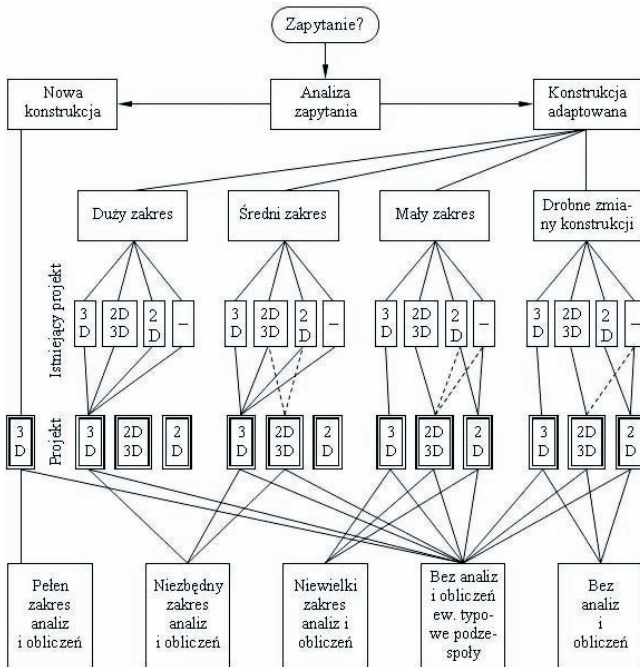 Zapytanie?
Nowa
konstrukcja
Analiza
zapytania
Konstrukcja
adaptowana
Duży zakres
Średni zakres
Mały zakres
Drobne zmia-
ny konstrukcji
Istniejący projekt
3
D
2D
3D
2
D
–
3
D
2D
3D
2
D
–
3
D
2D
3D
2
D
–
3
D
2D
3D
2
D
–
Projekt
3
D
3
D
2D
3D
2
D
3
D
2D
3D
2
D
3
D
2D
3D
2
D
3
D
2D
3D
2
D
Pełen
zakres
analiz
i obliczeń
Niezbędny
zakres
analiz
i obliczeń
Niewielki
zakres
analiz i
obliczeń
Bez analiz
i obliczeń
ew. typo-
we podze-
społy
Bez
analiz
i
obliczeń